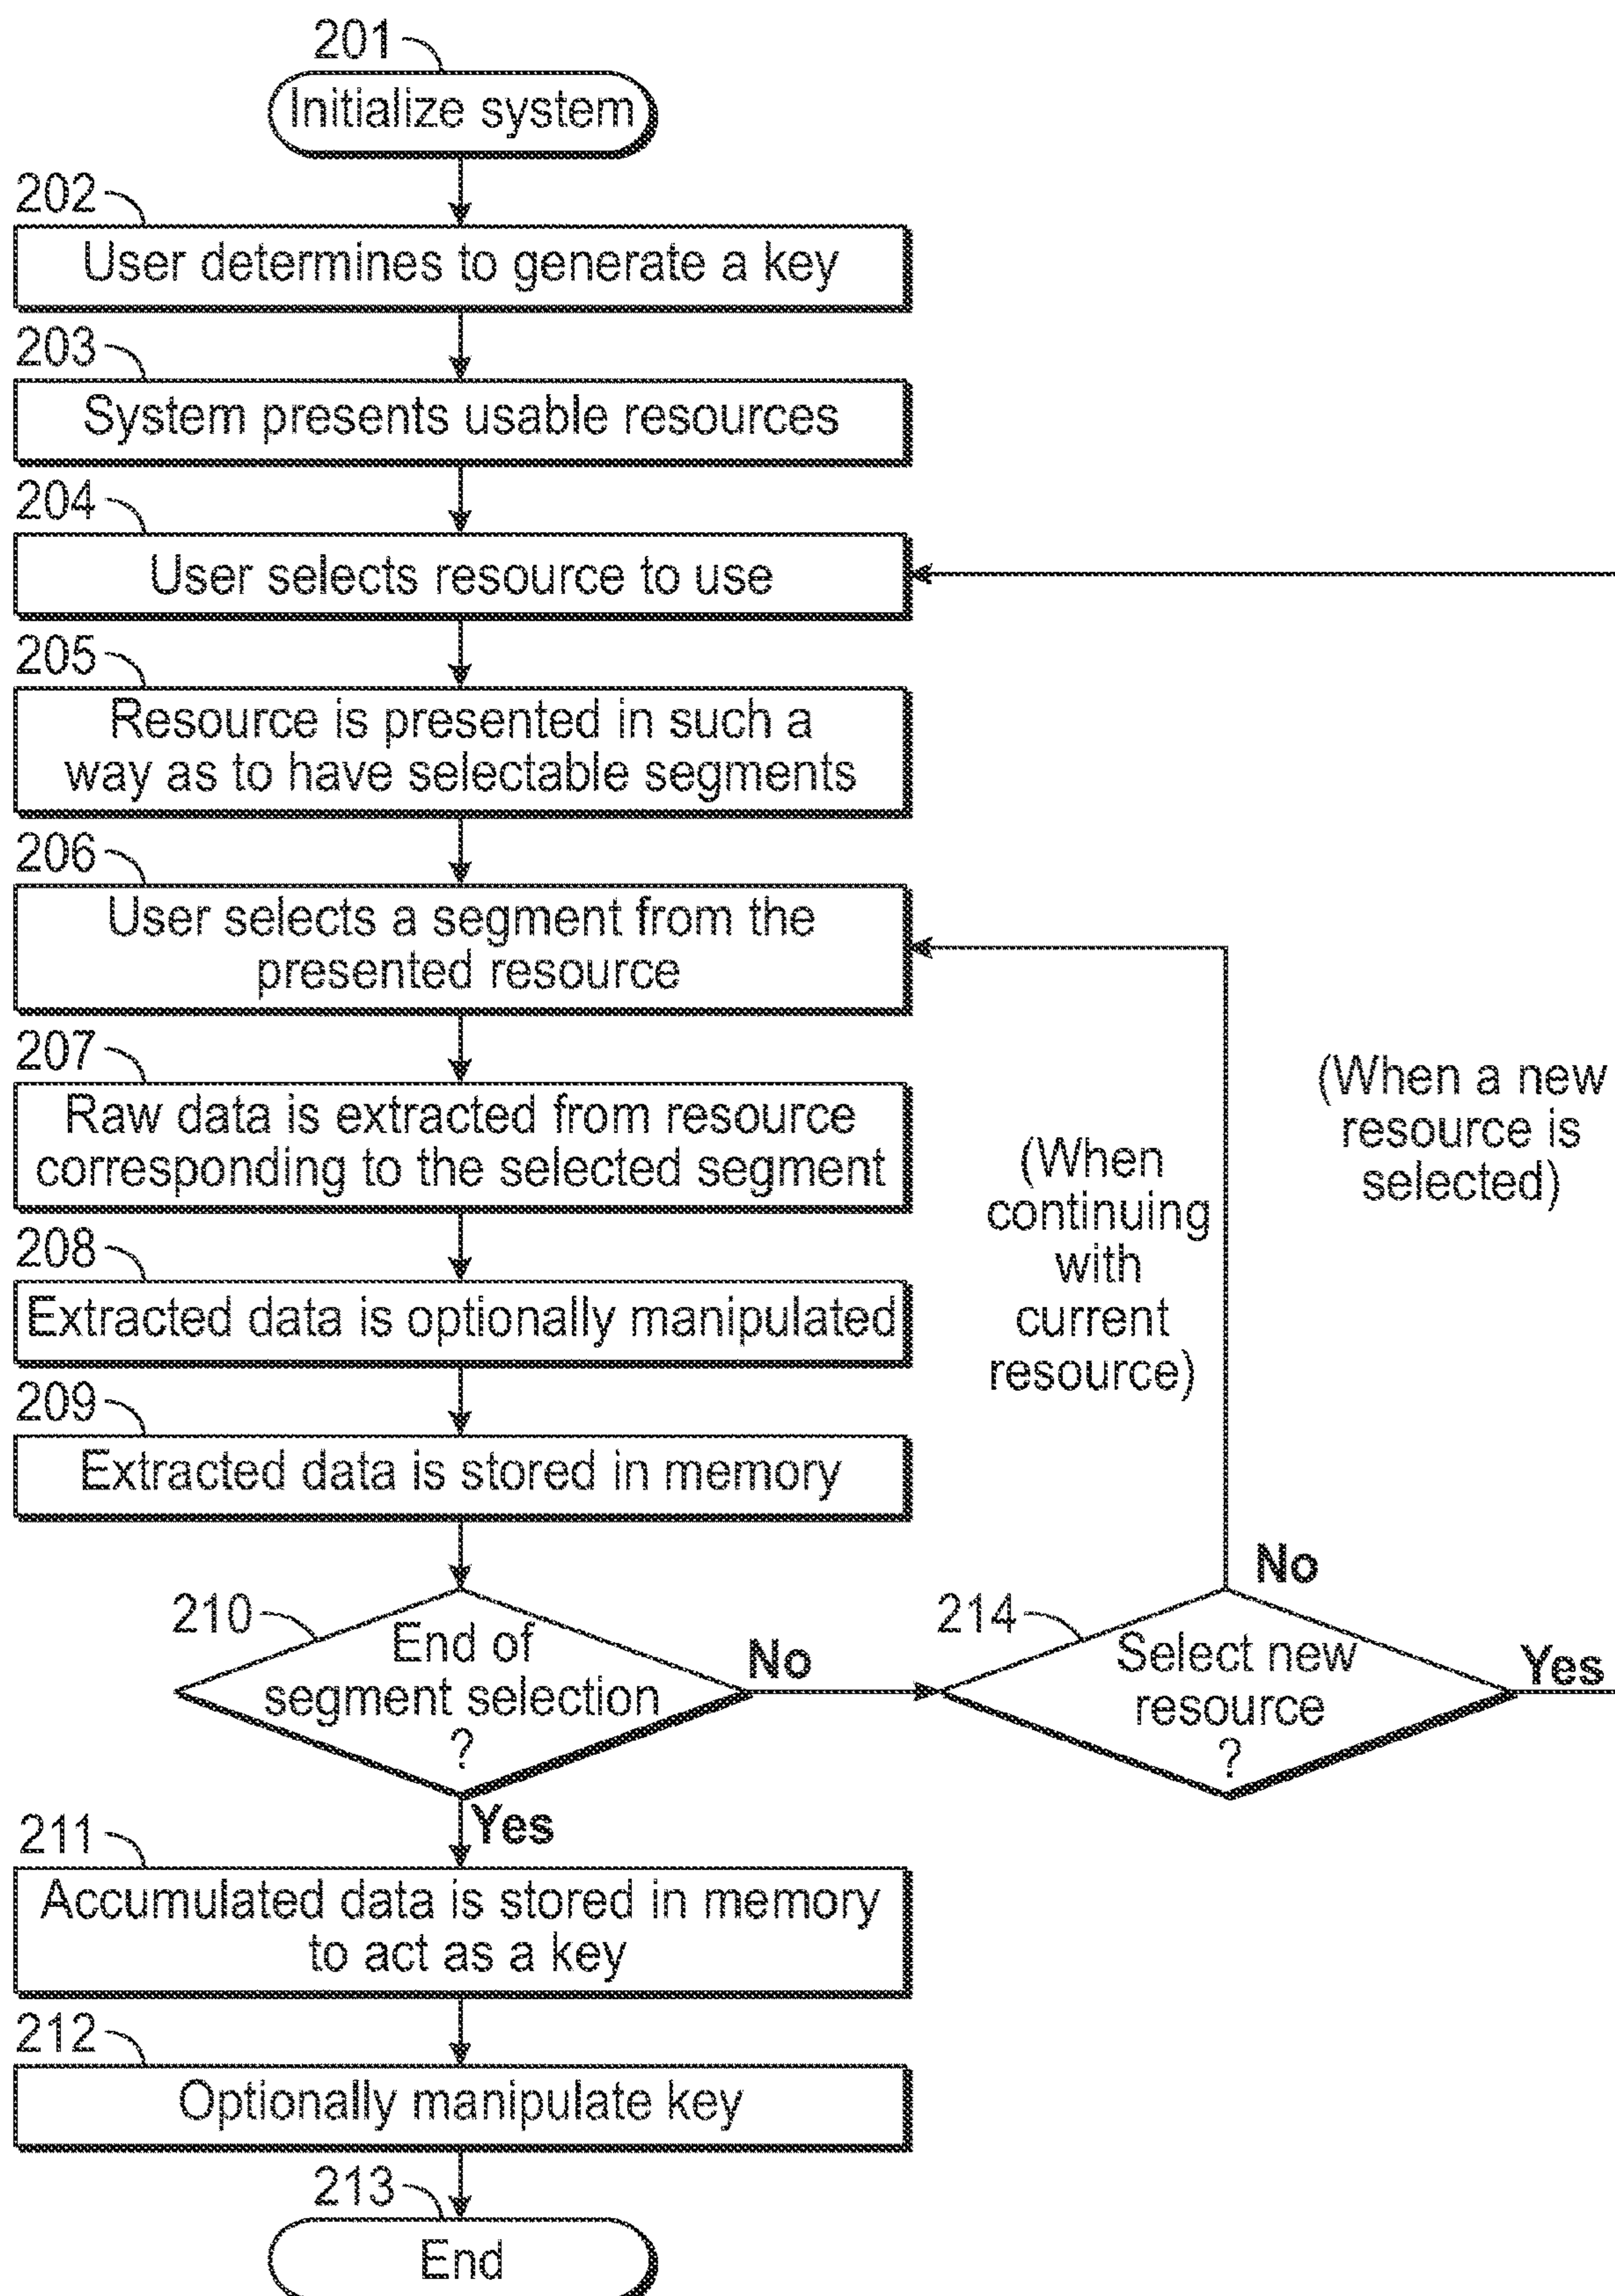 201
Initialize system
202
User determines to generate a key
203
System presents usable resources
204
User selects resource to use
205
Resource is presented in such a
way as to have selectable segments
206
User selects a segment from the
presented resource
207
Raw data is extracted from resource
corresponding to the selected segment
208
Extracted data is optionally manipulated
209
Extracted data is stored in memory
(When
continuing
with
current
resource)
(When a new
resource is
selected)
210
End of
segment selection
?
No
214
Select new
resource
?
No
Yes
Yes
211
Accumulated data is stored in memory
to act as a key
212
Optionally manipulate key
213
End